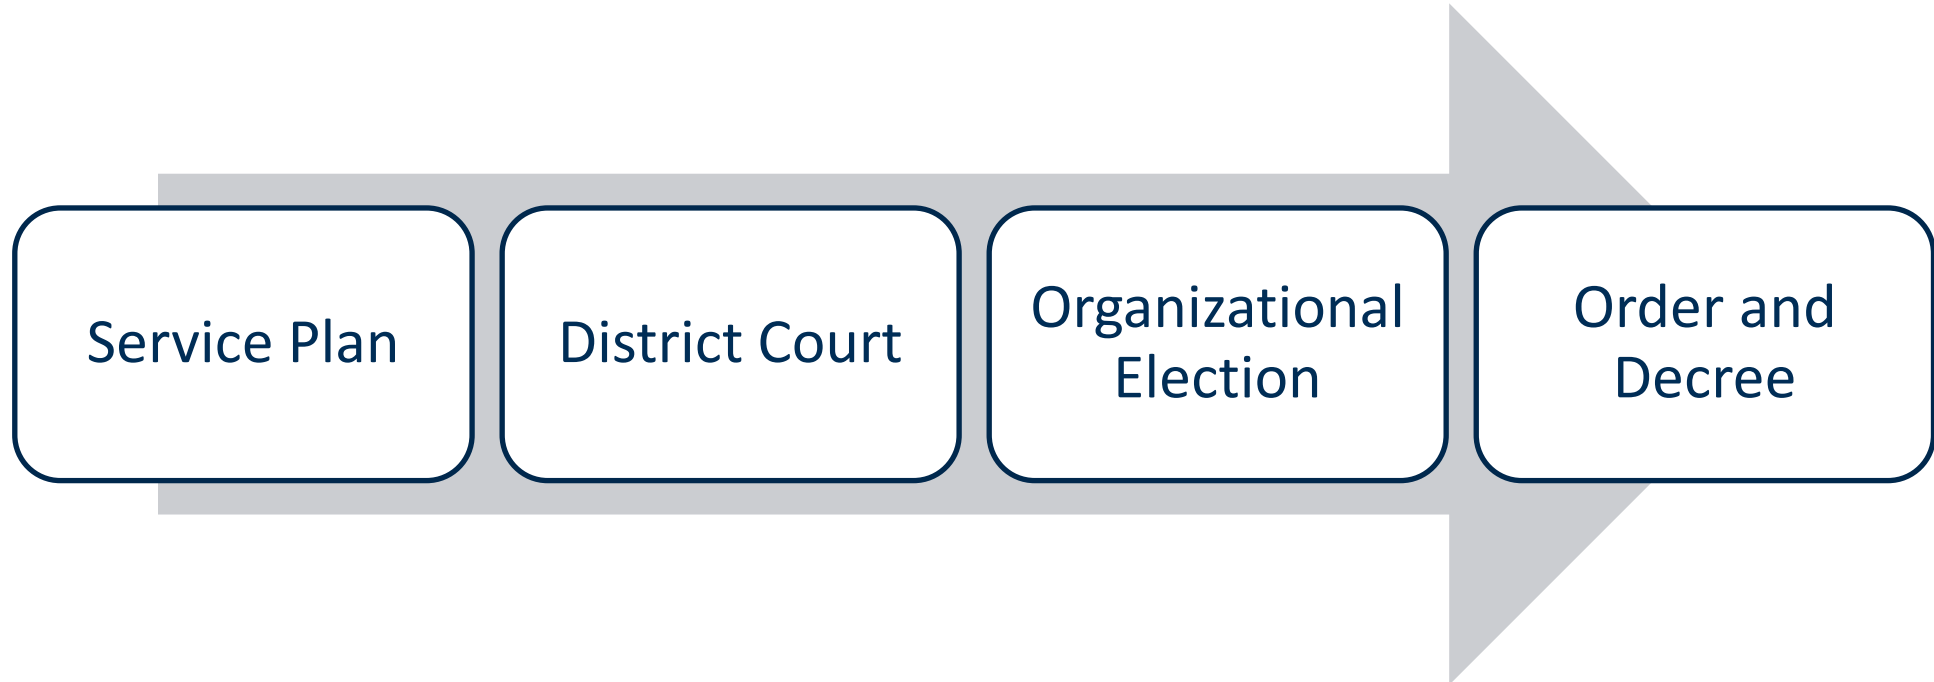 Service Plan
District Court
Organizational
Election
Order and
Decree